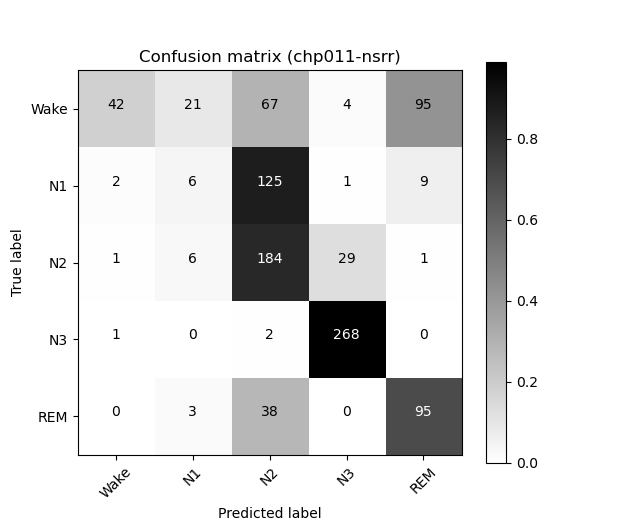 Confusion matrix (chp011-nsrr)
Wake 42 21 67 4 95
N1 2 6 125 1 9
N2 1 6 184 29 1
N3 1 0 2 268 0
REM 0 3 38 0 95
Wake N1 N2 N3 REM
Predicted label
True label
0.8
0.6
0.4
0.2
0.0